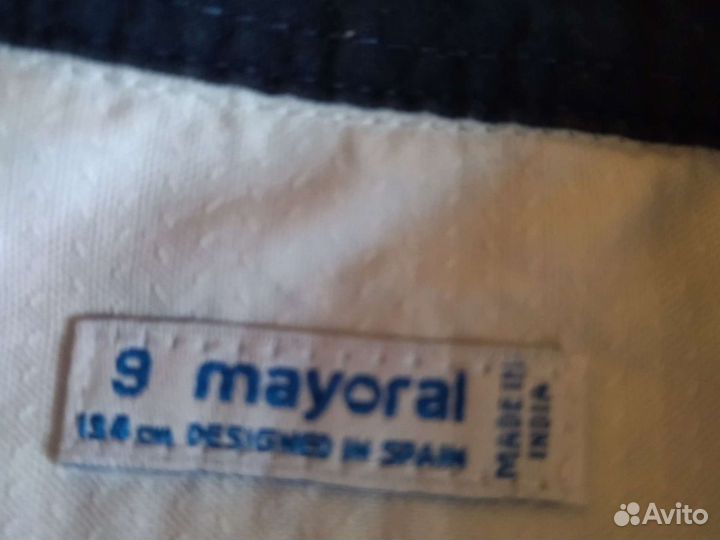 9 mayoral
134 cm. DESIGNED IN SPAIN
MADE IN
INDIA
Avito